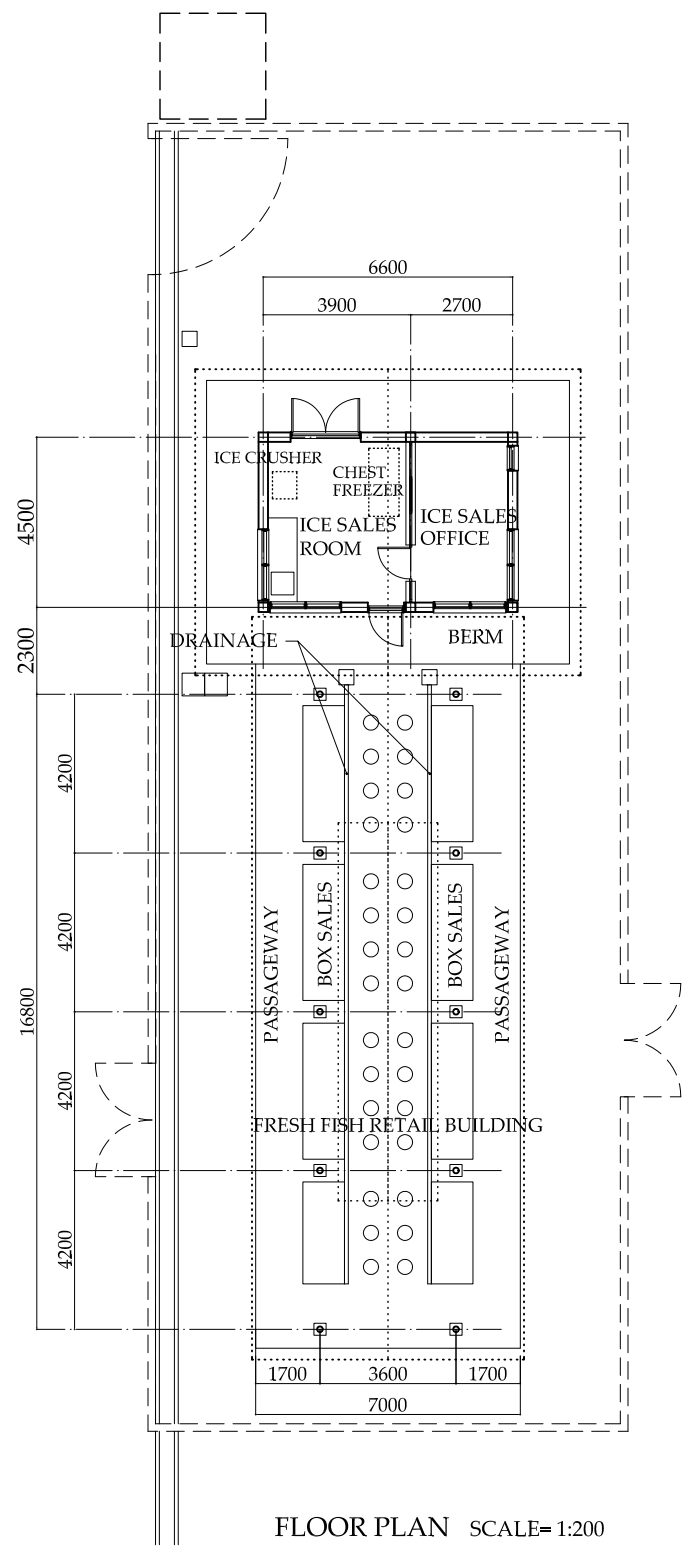 6600
3900
2700
ICE CRUSHER
CHEST
FREEZER
ICE SALES
ROOM
ICE SALES
OFFICE
4500
2300
DRAINAGE
BERM
4200
4200
4200
4200
16800
PASSAGEWAY
BOX SALES
BOX SALES
PASSAGEWAY
FRESH FISH RETAIL BUILDING
1700
3600
1700
7000
FLOOR PLAN SCALE= 1:200